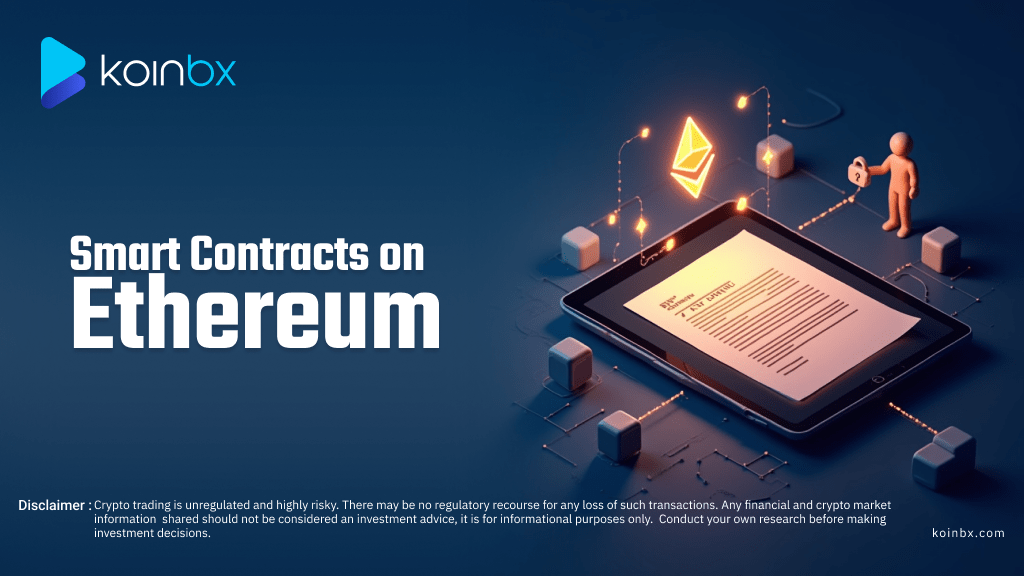 koinbx
Smart Contracts on
Ethereum
?
Disclaimer : Crypto trading is unregulated and highly risky. There may be no regulatory recourse for any loss of such transactions. Any financial and crypto market
information shared should not be considered an investment advice, it is for informational purposes only. Conduct your own research before making
investment decisions.
koinbx.com